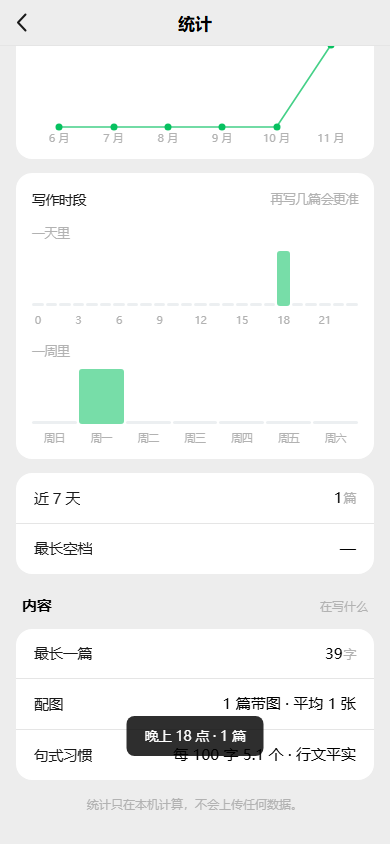 统计
6月 7月 8月 9月 10月 11月
写作时段 再写几篇会更准
一天里
0 3 6 9 12 15 18 21
一周里
周日 周一 周二 周三 周四 周五 周六
近 7 天 1篇
最长空档 —
内容 在写什么
最长一篇 39字
配图 1 篇带图 · 平均 1 张
晚上 18 点 · 1 篇
句式习惯 每 100 字 5.1 个 · 行文平实
统计只在本机计算，不会上传任何数据。